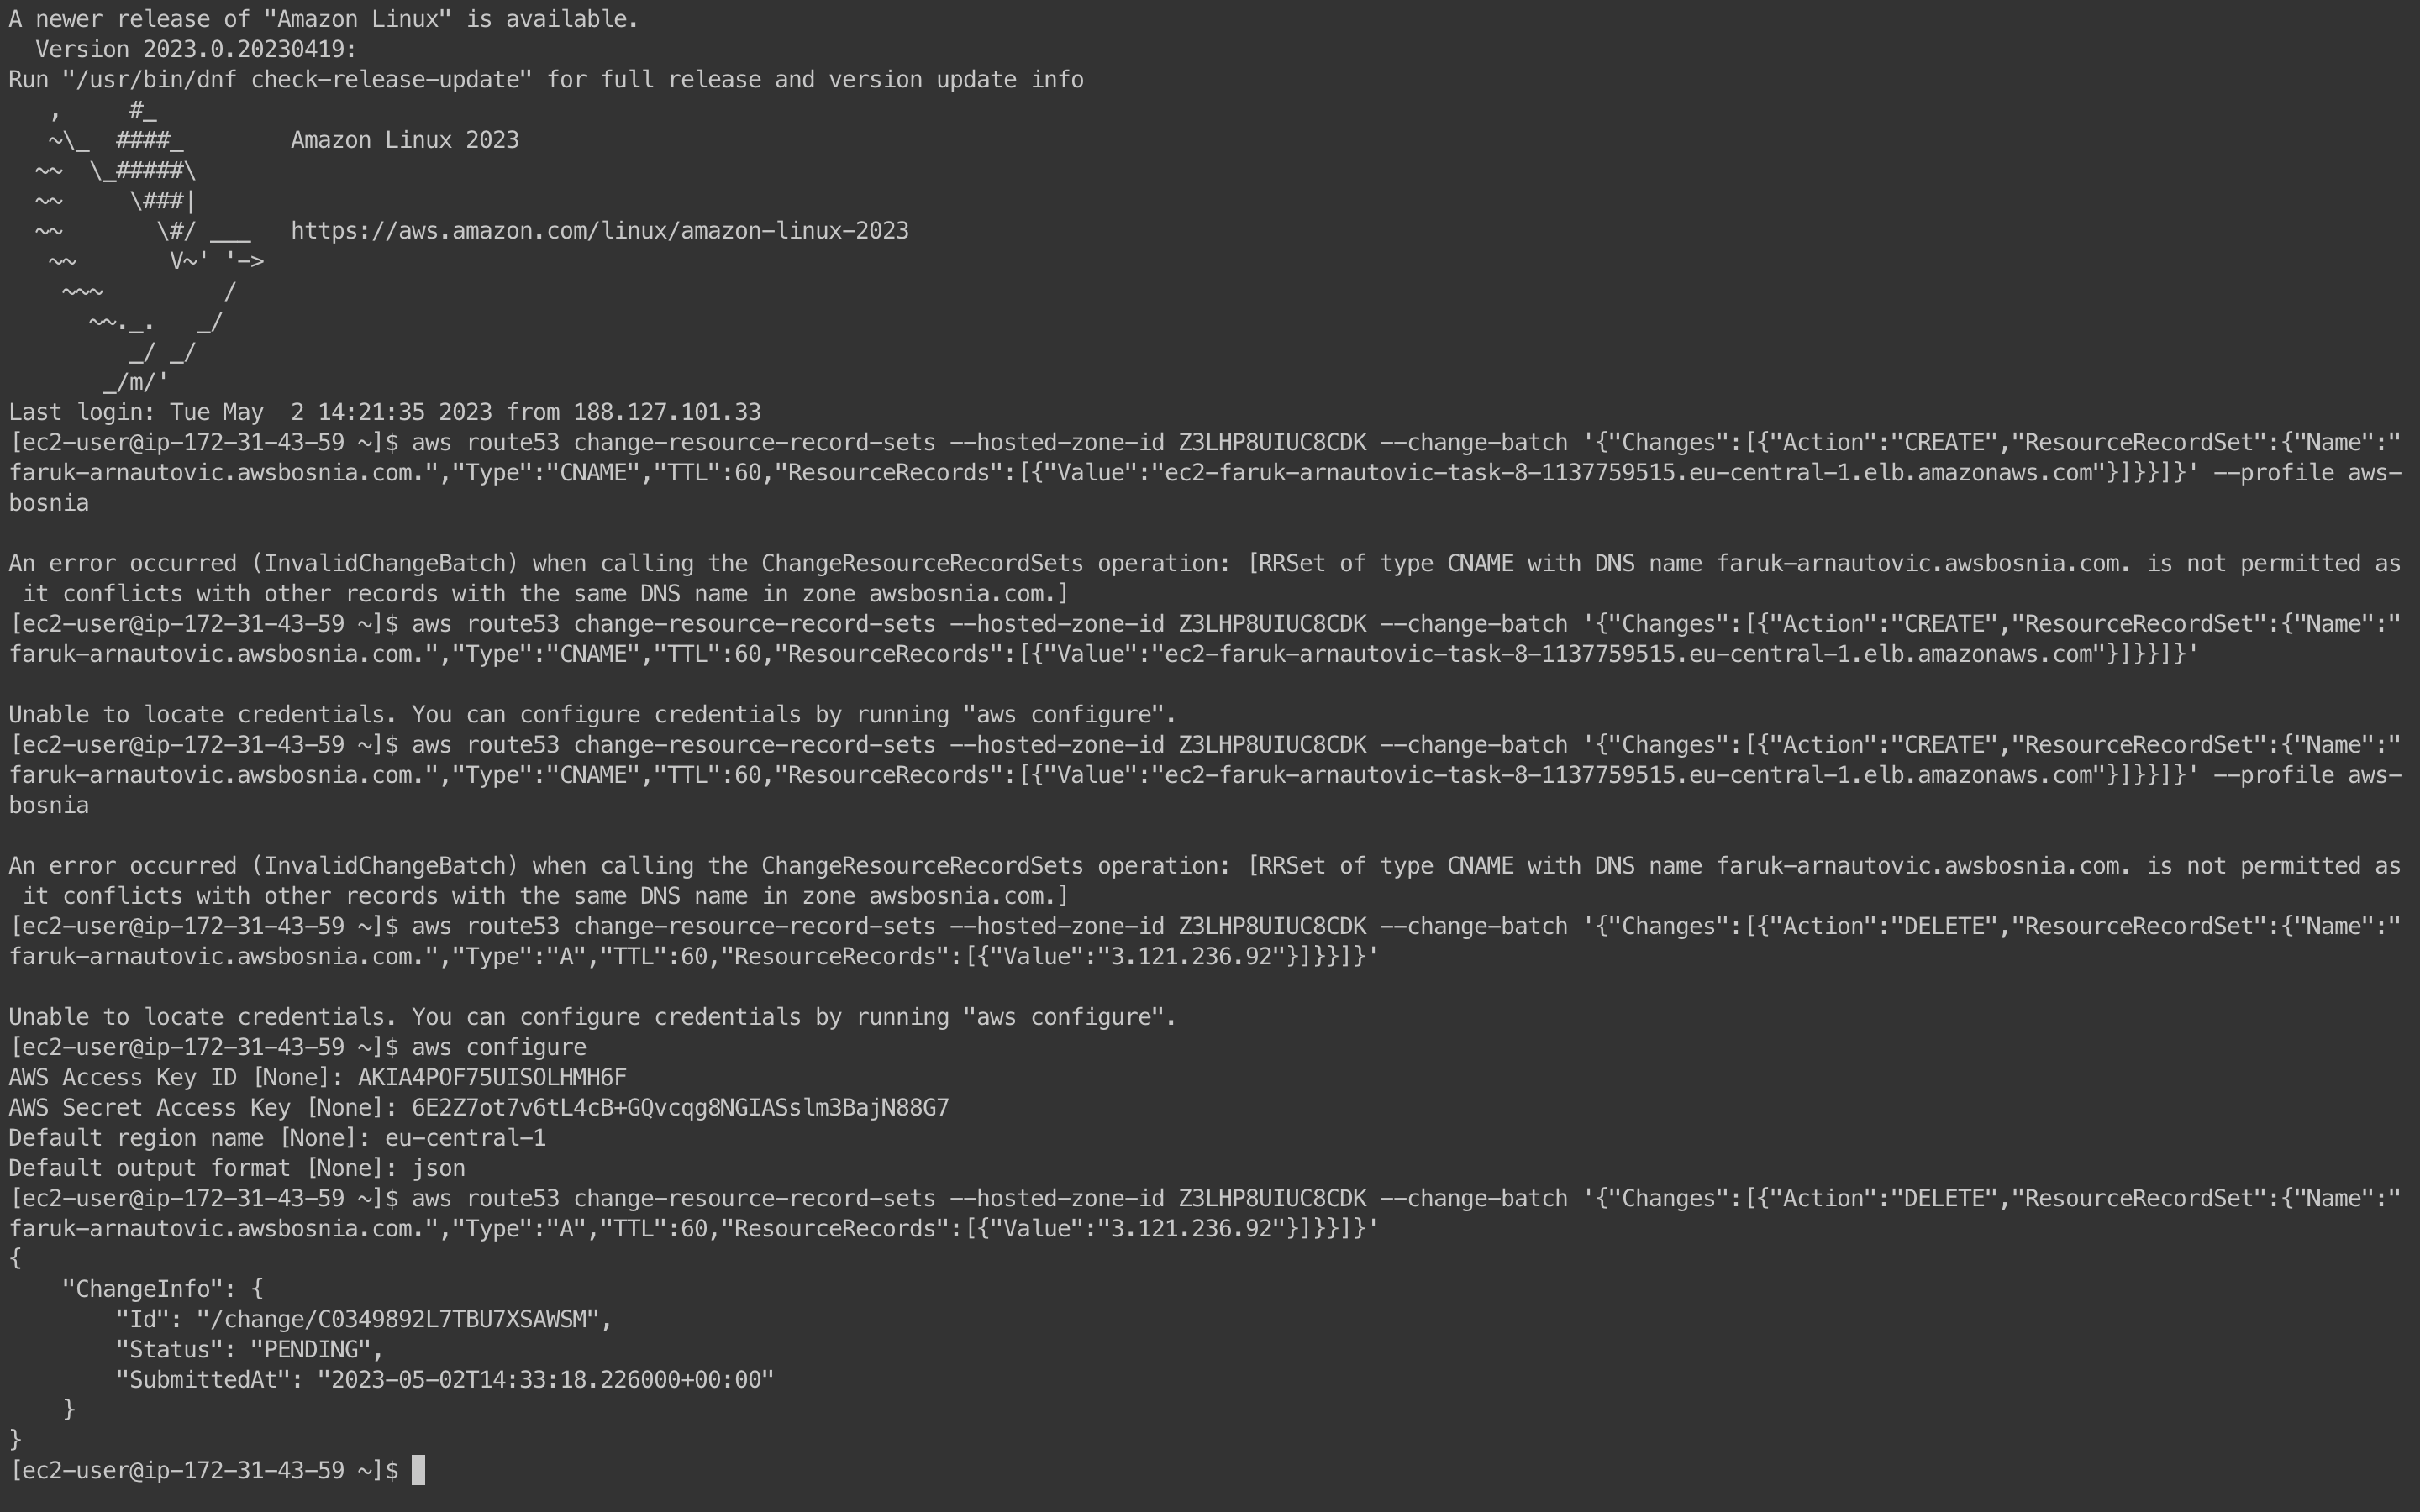 A newer release of "Amazon Linux" is available.
  Version 2023.0.20230419:
Run "/usr/bin/dnf check-release-update" for full release and version update info
   ,     #_
   ~\_  ####_        Amazon Linux 2023
  ~~  \_#####\
  ~~     \###|
  ~~       \#/ ___   https://aws.amazon.com/linux/amazon-linux-2023
   ~~       V~' '->
    ~~~         /
      ~~._.   _/
         _/ _/
       _/m/'
Last login: Tue May  2 14:21:35 2023 from 188.127.101.33
[ec2-user@ip-172-31-43-59 ~]$ aws route53 change-resource-record-sets --hosted-zone-id Z3LHP8UIUC8CDK --change-batch '{"Changes":[{"Action":"CREATE","ResourceRecordSet":{"Name":"
faruk-arnautovic.awsbosnia.com.","Type":"CNAME","TTL":60,"ResourceRecords":[{"Value":"ec2-faruk-arnautovic-task-8-1137759515.eu-central-1.elb.amazonaws.com"}]}}]}' --profile aws-
bosnia

An error occurred (InvalidChangeBatch) when calling the ChangeResourceRecordSets operation: [RRSet of type CNAME with DNS name faruk-arnautovic.awsbosnia.com. is not permitted as
 it conflicts with other records with the same DNS name in zone awsbosnia.com.]
[ec2-user@ip-172-31-43-59 ~]$ aws route53 change-resource-record-sets --hosted-zone-id Z3LHP8UIUC8CDK --change-batch '{"Changes":[{"Action":"CREATE","ResourceRecordSet":{"Name":"
faruk-arnautovic.awsbosnia.com.","Type":"CNAME","TTL":60,"ResourceRecords":[{"Value":"ec2-faruk-arnautovic-task-8-1137759515.eu-central-1.elb.amazonaws.com"}]}}]}'

Unable to locate credentials. You can configure credentials by running "aws configure".
[ec2-user@ip-172-31-43-59 ~]$ aws route53 change-resource-record-sets --hosted-zone-id Z3LHP8UIUC8CDK --change-batch '{"Changes":[{"Action":"CREATE","ResourceRecordSet":{"Name":"
faruk-arnautovic.awsbosnia.com.","Type":"CNAME","TTL":60,"ResourceRecords":[{"Value":"ec2-faruk-arnautovic-task-8-1137759515.eu-central-1.elb.amazonaws.com"}]}}]}' --profile aws-
bosnia

An error occurred (InvalidChangeBatch) when calling the ChangeResourceRecordSets operation: [RRSet of type CNAME with DNS name faruk-arnautovic.awsbosnia.com. is not permitted as
 it conflicts with other records with the same DNS name in zone awsbosnia.com.]
[ec2-user@ip-172-31-43-59 ~]$ aws route53 change-resource-record-sets --hosted-zone-id Z3LHP8UIUC8CDK --change-batch '{"Changes":[{"Action":"DELETE","ResourceRecordSet":{"Name":"
faruk-arnautovic.awsbosnia.com.","Type":"A","TTL":60,"ResourceRecords":[{"Value":"3.121.236.92"}]}}]}'

Unable to locate credentials. You can configure credentials by running "aws configure".
[ec2-user@ip-172-31-43-59 ~]$ aws configure
AWS Access Key ID [None]: AKIA4POF75UISOLHMH6F
AWS Secret Access Key [None]: 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
Default region name [None]: eu-central-1
Default output format [None]: json
[ec2-user@ip-172-31-43-59 ~]$ aws route53 change-resource-record-sets --hosted-zone-id Z3LHP8UIUC8CDK --change-batch '{"Changes":[{"Action":"DELETE","ResourceRecordSet":{"Name":"
faruk-arnautovic.awsbosnia.com.","Type":"A","TTL":60,"ResourceRecords":[{"Value":"3.121.236.92"}]}}]}'
{
    "ChangeInfo": {
        "Id": "/change/C0349892L7TBU7XSAWSM",
        "Status": "PENDING",
        "SubmittedAt": "2023-05-02T14:33:18.226000+00:00"
    }
}
[ec2-user@ip-172-31-43-59 ~]$